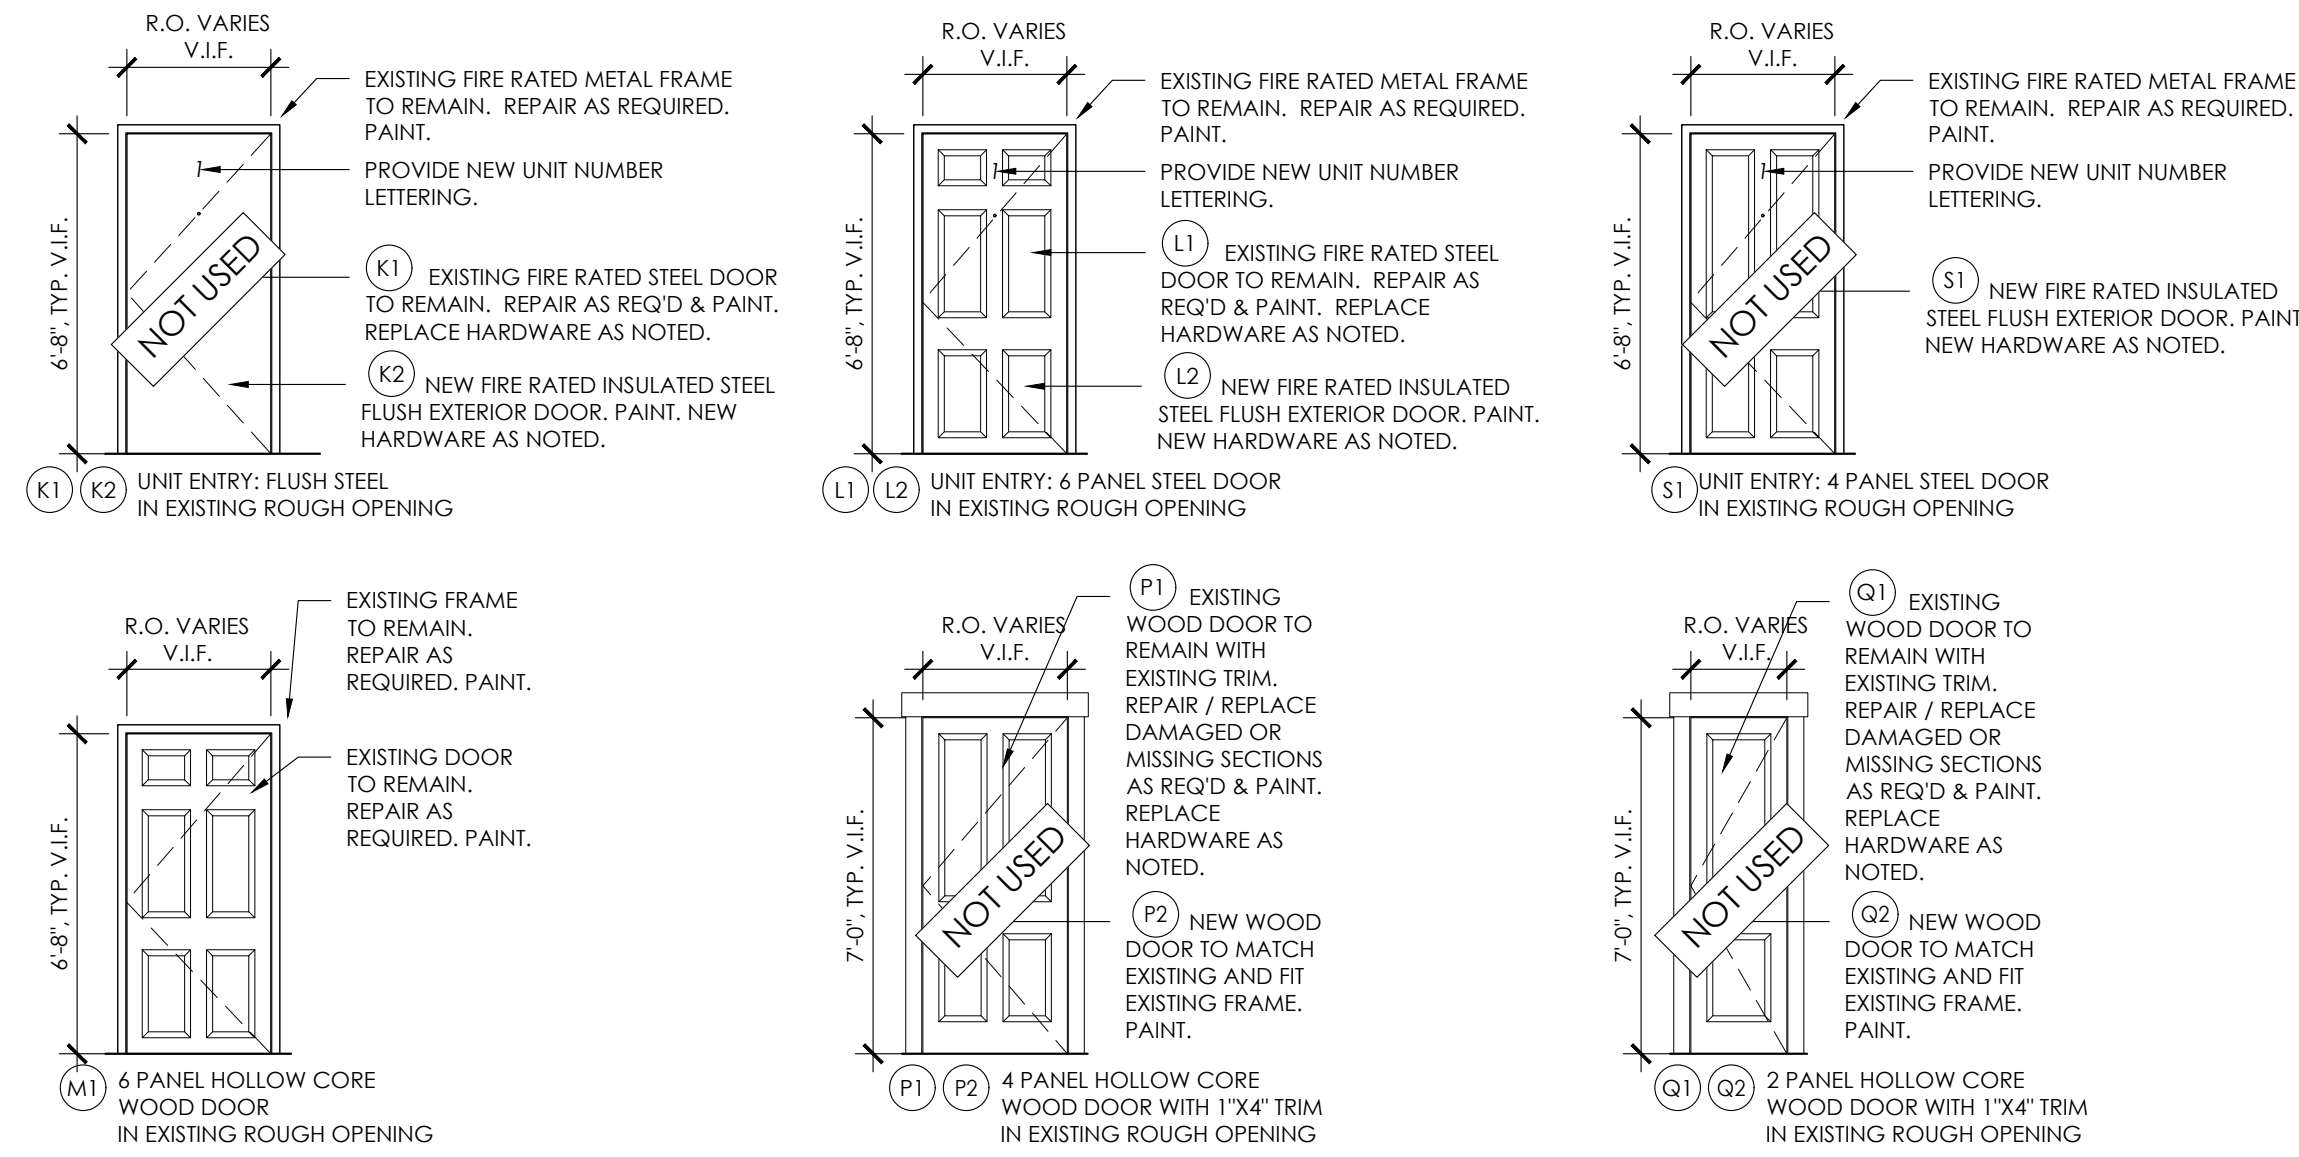 R.O. VARIES
V.I.F.
6'-8", TYP. V.I.F.
EXISTING FIRE RATED METAL FRAME
TO REMAIN.  REPAIR AS REQUIRED.
PAINT.
1
PROVIDE NEW UNIT NUMBER
LETTERING.
NOT USED
K1 EXISTING FIRE RATED STEEL DOOR
TO REMAIN.  REPAIR AS REQ'D & PAINT.
REPLACE HARDWARE AS NOTED.
K2 NEW FIRE RATED INSULATED STEEL
FLUSH EXTERIOR DOOR. PAINT. NEW
HARDWARE AS NOTED.
K1 K2 UNIT ENTRY: FLUSH STEEL
IN EXISTING ROUGH OPENING
R.O. VARIES
V.I.F.
6'-8", TYP. V.I.F.
EXISTING FIRE RATED METAL FRAME
TO REMAIN.  REPAIR AS REQUIRED.
PAINT.
1
PROVIDE NEW UNIT NUMBER
LETTERING.
L1 EXISTING FIRE RATED STEEL
DOOR TO REMAIN.  REPAIR AS
REQ'D & PAINT.  REPLACE
HARDWARE AS NOTED.
L2 NEW FIRE RATED INSULATED
STEEL FLUSH EXTERIOR DOOR. PAINT.
NEW HARDWARE AS NOTED.
L1 L2 UNIT ENTRY: 6 PANEL STEEL DOOR
IN EXISTING ROUGH OPENING
R.O. VARIES
V.I.F.
6'-8", TYP. V.I.F.
EXISTING FIRE RATED METAL FRAME
TO REMAIN.  REPAIR AS REQUIRED.
PAINT.
1
PROVIDE NEW UNIT NUMBER
LETTERING.
NOT USED
S1 NEW FIRE RATED INSULATED
STEEL FLUSH EXTERIOR DOOR. PAINT
NEW HARDWARE AS NOTED.
S1 UNIT ENTRY: 4 PANEL STEEL DOOR
IN EXISTING ROUGH OPENING
R.O. VARIES
V.I.F.
6'-8", TYP. V.I.F.
EXISTING FRAME
TO REMAIN.
REPAIR AS
REQUIRED. PAINT.
EXISTING DOOR
TO REMAIN.
REPAIR AS
REQUIRED. PAINT.
M1 6 PANEL HOLLOW CORE
WOOD DOOR
IN EXISTING ROUGH OPENING
R.O. VARIES
V.I.F.
7'-0", TYP. V.I.F.
NOT USED
P1 EXISTING
WOOD DOOR TO
REMAIN WITH
EXISTING TRIM.
REPAIR / REPLACE
DAMAGED OR
MISSING SECTIONS
AS REQ'D & PAINT.
REPLACE
HARDWARE AS
NOTED.
P2 NEW WOOD
DOOR TO MATCH
EXISTING AND FIT
EXISTING FRAME.
PAINT.
P1 P2 4 PANEL HOLLOW CORE
WOOD DOOR WITH 1"X4" TRIM
IN EXISTING ROUGH OPENING
R.O. VARIES
V.I.F.
7'-0", TYP. V.I.F.
NOT USED
Q1 EXISTING
WOOD DOOR TO
REMAIN WITH
EXISTING TRIM.
REPAIR / REPLACE
DAMAGED OR
MISSING SECTIONS
AS REQ'D & PAINT.
REPLACE
HARDWARE AS
NOTED.
Q2 NEW WOOD
DOOR TO MATCH
EXISTING AND FIT
EXISTING FRAME.
PAINT.
Q1 Q2 2 PANEL HOLLOW CORE
WOOD DOOR WITH 1"X4" TRIM
IN EXISTING ROUGH OPENING